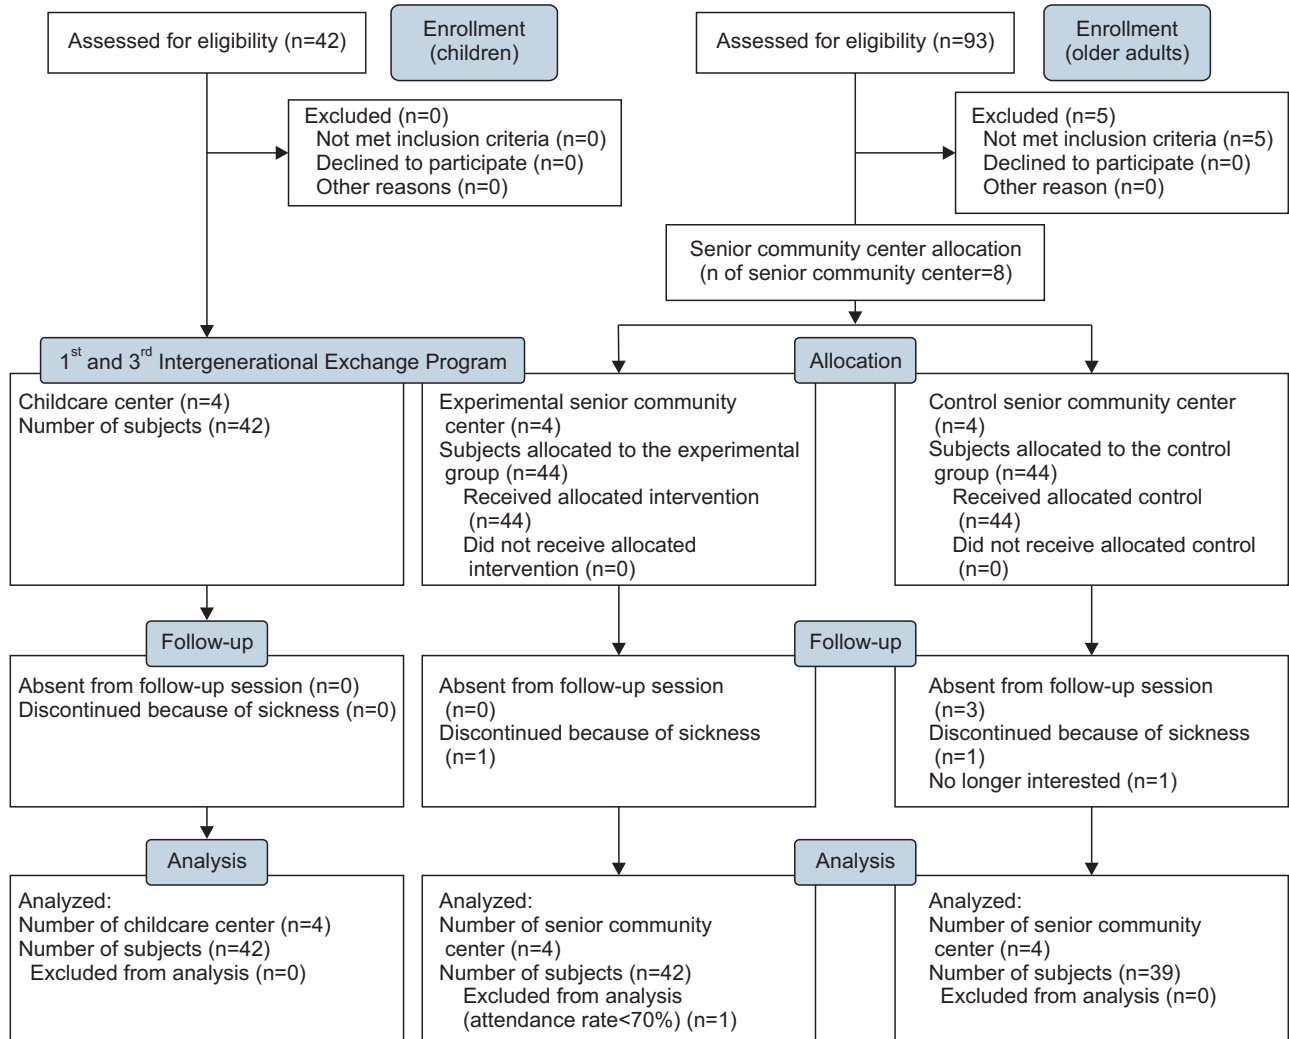 Assessed for eligibility (n=42)
Enrollment
(children)
Assessed for eligibility (n=93)
Enrollment
(older adults)
Excluded (n=0)
Not met inclusion criteria (n=0)
Declined to participate (n=0)
Other reasons (n=0)
Excluded (n=5)
Not met inclusion criteria (n=5)
Declined to participate (n=0)
Other reason (n=0)
Senior community center allocation
(n of senior community center=8)
1st and 3rd Intergenerational Exchange Program
Allocation
Childcare center (n=4)
Number of subjects (n=42)
Experimental senior community
center (n=4)
Subjects allocated to the experimental
group (n=44)
Received allocated intervention
(n=44)
Did not receive allocated
intervention (n=0)
Control senior community center
(n=4)
Subjects allocated to the control
group (n=44)
Received allocated control
(n=44)
Did not receive allocated control
(n=0)
Follow-up
Follow-up
Absent from follow-up session (n=0)
Discontinued because of sickness (n=0)
Absent from follow-up session
(n=0)
Discontinued because of sickness
(n=1)
Absent from follow-up session
(n=3)
Discontinued because of sickness
(n=1)
No longer interested (n=1)
Analysis
Analysis
Analyzed:
Number of childcare center (n=4)
Number of subjects (n=42)
Excluded from analysis (n=0)
Analyzed:
Number of senior community
center (n=4)
Number of subjects (n=42)
Excluded from analysis
(attendance rate<70%) (n=1)
Analyzed:
Number of senior community
center (n=4)
Number of subjects (n=39)
Excluded from analysis (n=0)